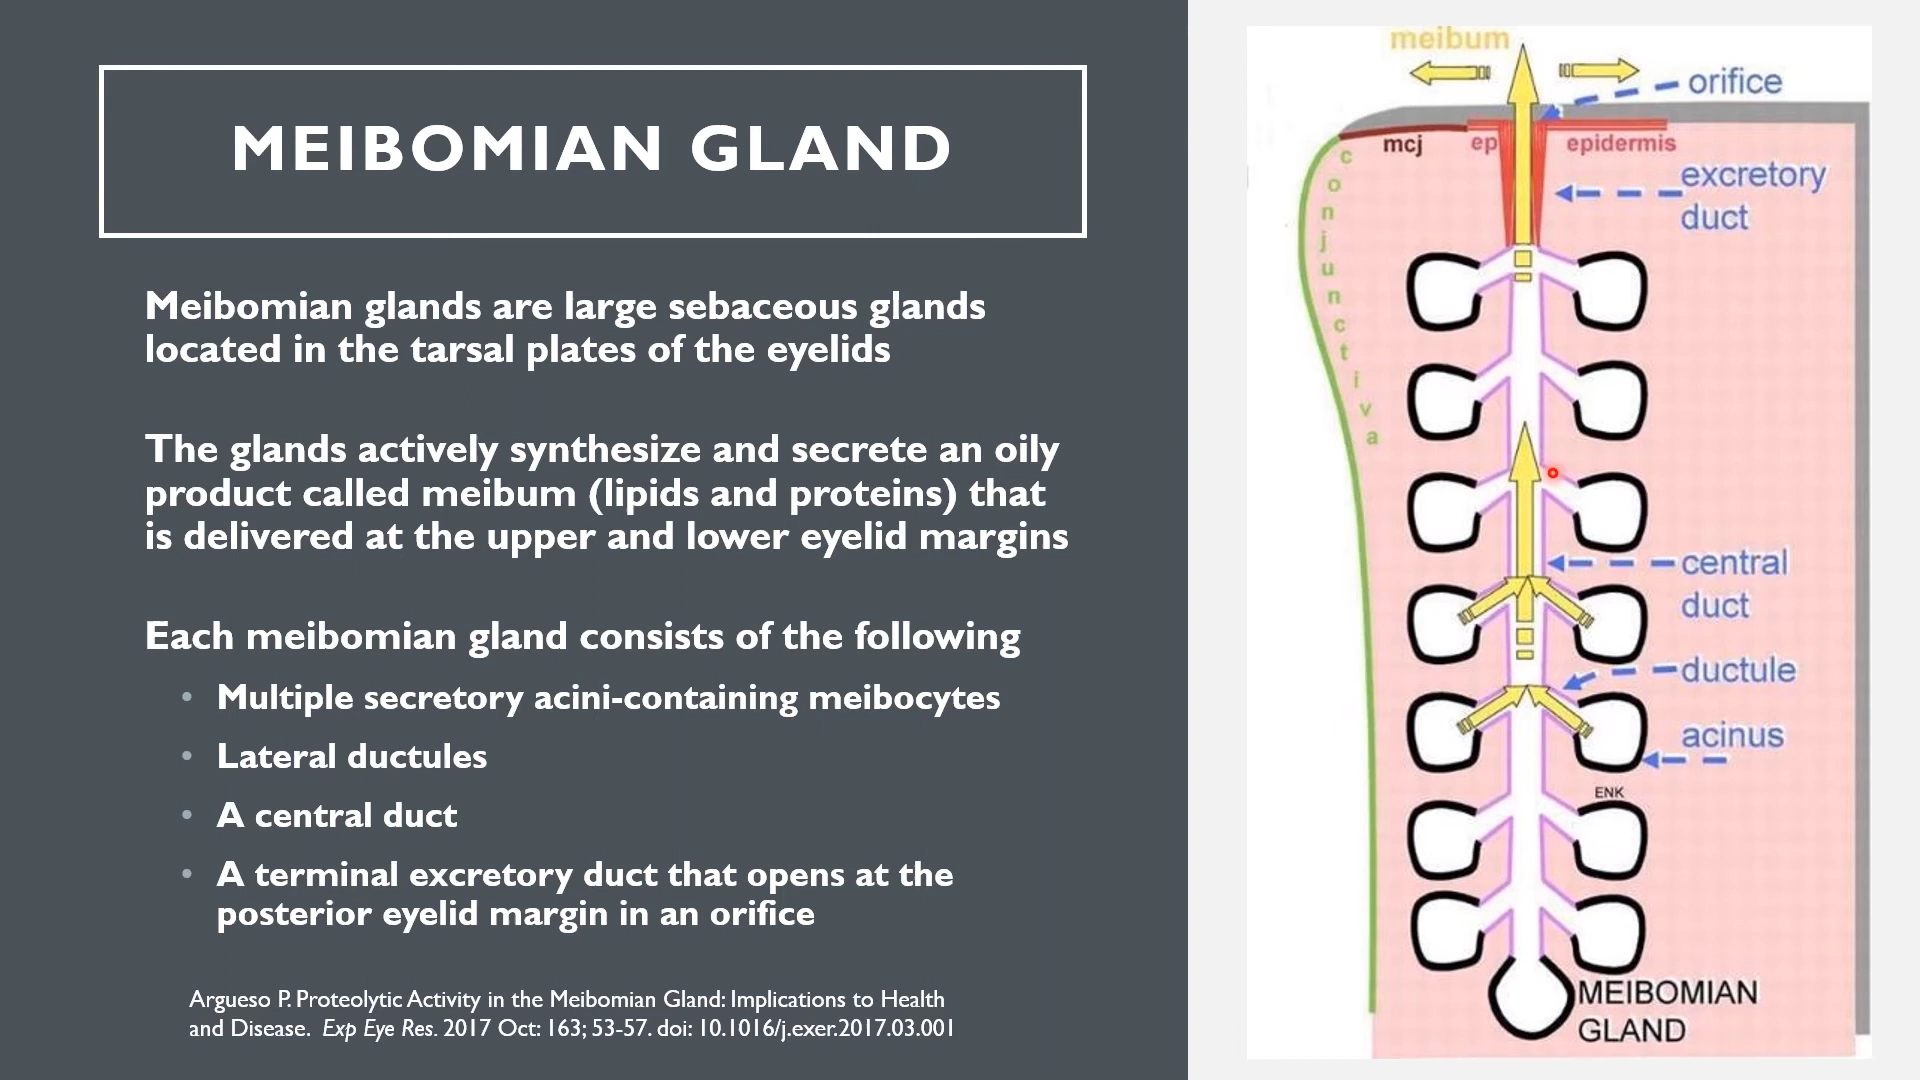 MEIBOMIAN GLAND
Meibomian glands are large sebaceous glands
located in the tarsal plates of the eyelids
The glands actively synthesize and secrete an oily
product called meibum (lipids and proteins) that
is delivered at the upper and lower eyelid margins
Each meibomian gland consists of the following
• Multiple secretory acini-containing meibocytes
• Lateral ductules
• A central duct
• A terminal excretory duct that opens at the
posterior eyelid margin in an orifice
Argueso P. Proteolytic Activity in the Meibomian Gland: Implications to Health
and Disease. Exp Eye Res. 2017 Oct: 163; 53-57. doi: 10.1016/j.exer.2017.03.001
meibum
orifice
mcj
ep
epidermis
conjunctiva
excretory
duct
central
duct
ductule
acinus
ENK
MEIBOMIAN
GLAND